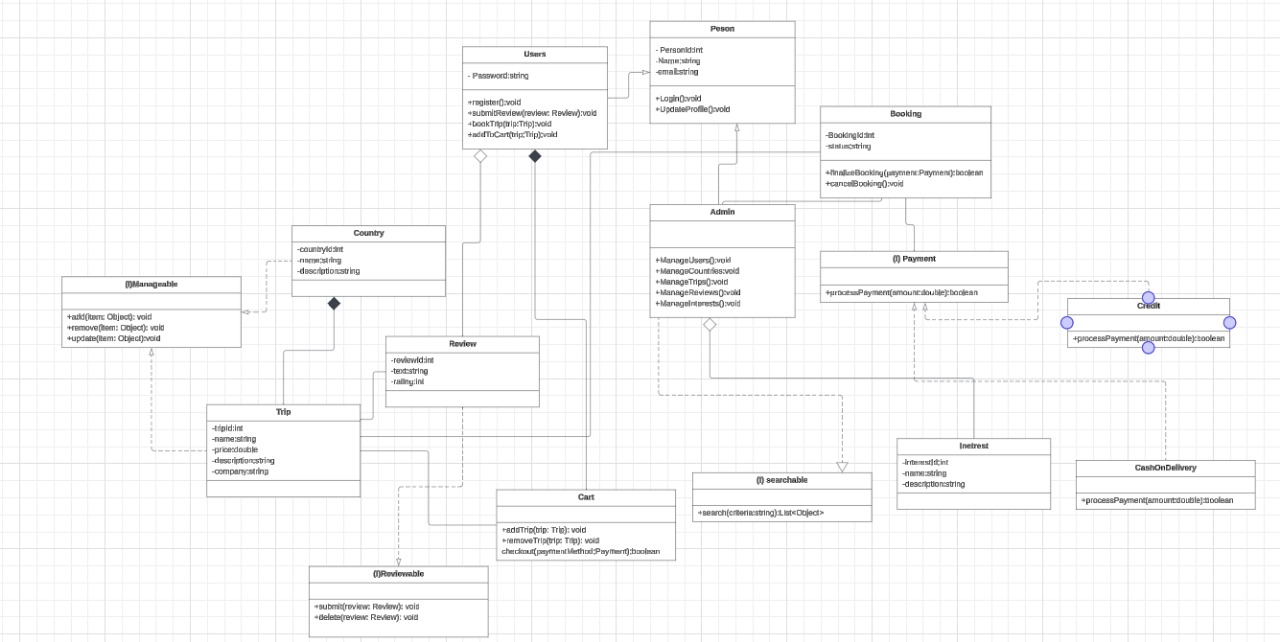 Peson
- PersonId:int
-Name:string
-email:string
+Login():void
+UpdateProfile():void
Users
- Password:string
+register():void
+submitReview(review: Review):void
+bookTrip(trip:Trip):void
+addToCart(trip:Trip):void
Booking
-BookingId:int
-status:string
+finalizeBooking(payment:Payment):boolean
+cancelBooking():void
Admin
+ManageUsers():void
+ManageCountries:void
+ManageTrips():void
+ManageReviews():void
+ManageInterests():void
Country
-countryId:int
-name:string
-description:string
(I) Payment
+processPayment(amount:double):boolean
(I)Manageable
+add(item: Object): void
+remove(item: Object): void
+update(item: Object):void
Credit
+processPayment(amount:double):boolean
Review
-reviewId:int
-text:string
-rating:int
Trip
-tripId:int
-name:string
-price:double
-description:string
-company:string
Inetrest
-interestId:int
-name:string
-description:string
CashOnDelivery
+processPayment(amount:double):boolean
(I) searchable
+search(criteria:string):List<Object>
Cart
+addTrip(trip: Trip): void
+removeTrip(trip: Trip): void
checkout(paymentMethod:Payment):boolean
(I)Reviewable
+submit(review: Review): void
+delete(review: Review): void